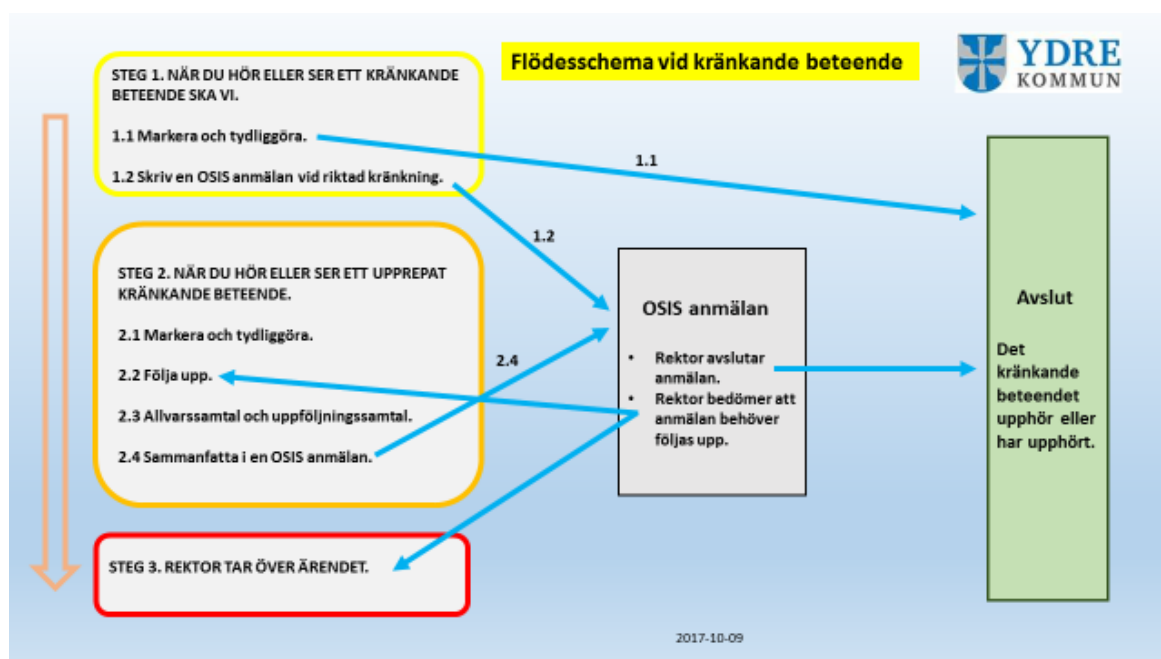 Flödesschema vid kränkande beteende
YDRE
KOMMUN
STEG 1. NÄR DU HÖR ELLER SER ETT KRÄNKANDE
BETEENDE SKA VI.
1.1 Markera och tydliggöra.
1.2 Skriv en OSIS anmälan vid riktad kränkning.
1.1
1.2
STEG 2. NÄR DU HÖR ELLER SER ETT UPPREPAT
KRÄNKANDE BETEENDE.
2.1 Markera och tydliggöra.
2.2 Följa upp.
2.3 Allvarssamtal och uppföljningssamtal.
2.4 Sammanfatta i en OSIS anmälan.
2.4
OSIS anmälan
• Rektor avslutar
anmälan.
• Rektor bedömer att
anmälan behöver
följas upp.
Avslut
Det
kränkande
beteendet
upphör eller
har upphört.
STEG 3. REKTOR TAR ÖVER ÄRENDET.
2017-10-09